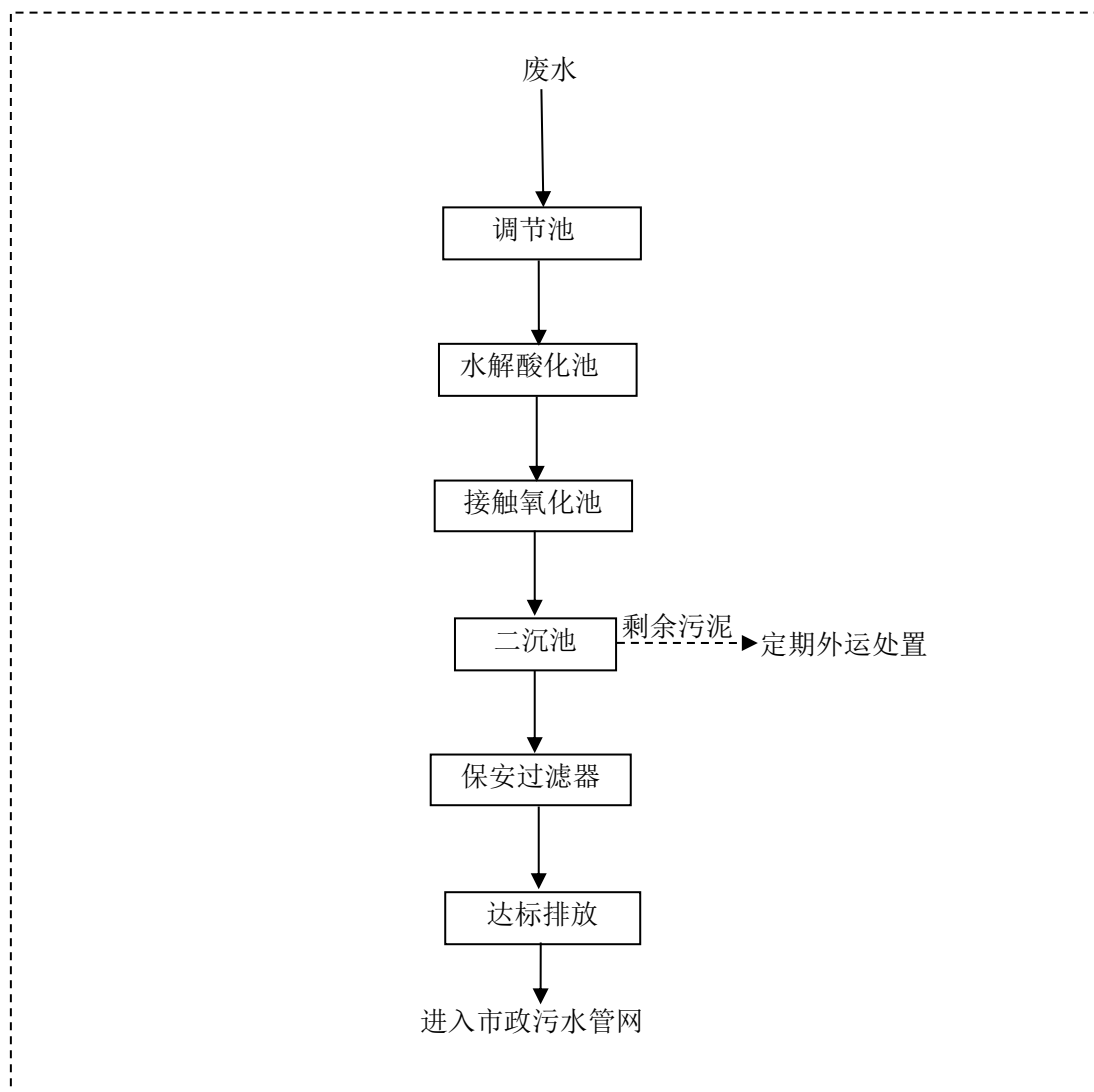 废水
调节池
水解酸化池
接触氧化池
二沉池
剩余污泥
定期外运处置
保安过滤器
达标排放
进入市政污水管网